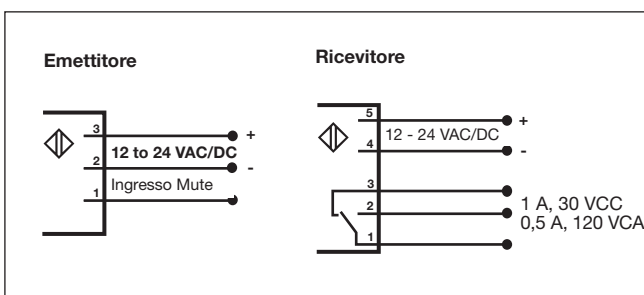 Emettitore
3
+
12 to 24 VAC/DC
2
-
Ingresso Mute
1
Ricevitore
5
+
12 - 24 VAC/DC
4
-
3
1 A, 30 VCC
2
0,5 A, 120 VCA
1